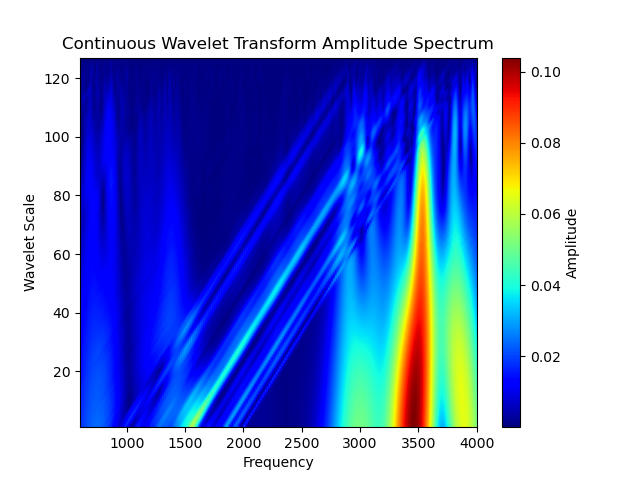 Continuous Wavelet Transform Amplitude Spectrum
120
100
80
60
40
20
Wavelet Scale
1000 1500 2000 2500 3000 3500 4000
Frequency
0.10
0.08
0.06
0.04
0.02
Amplitude